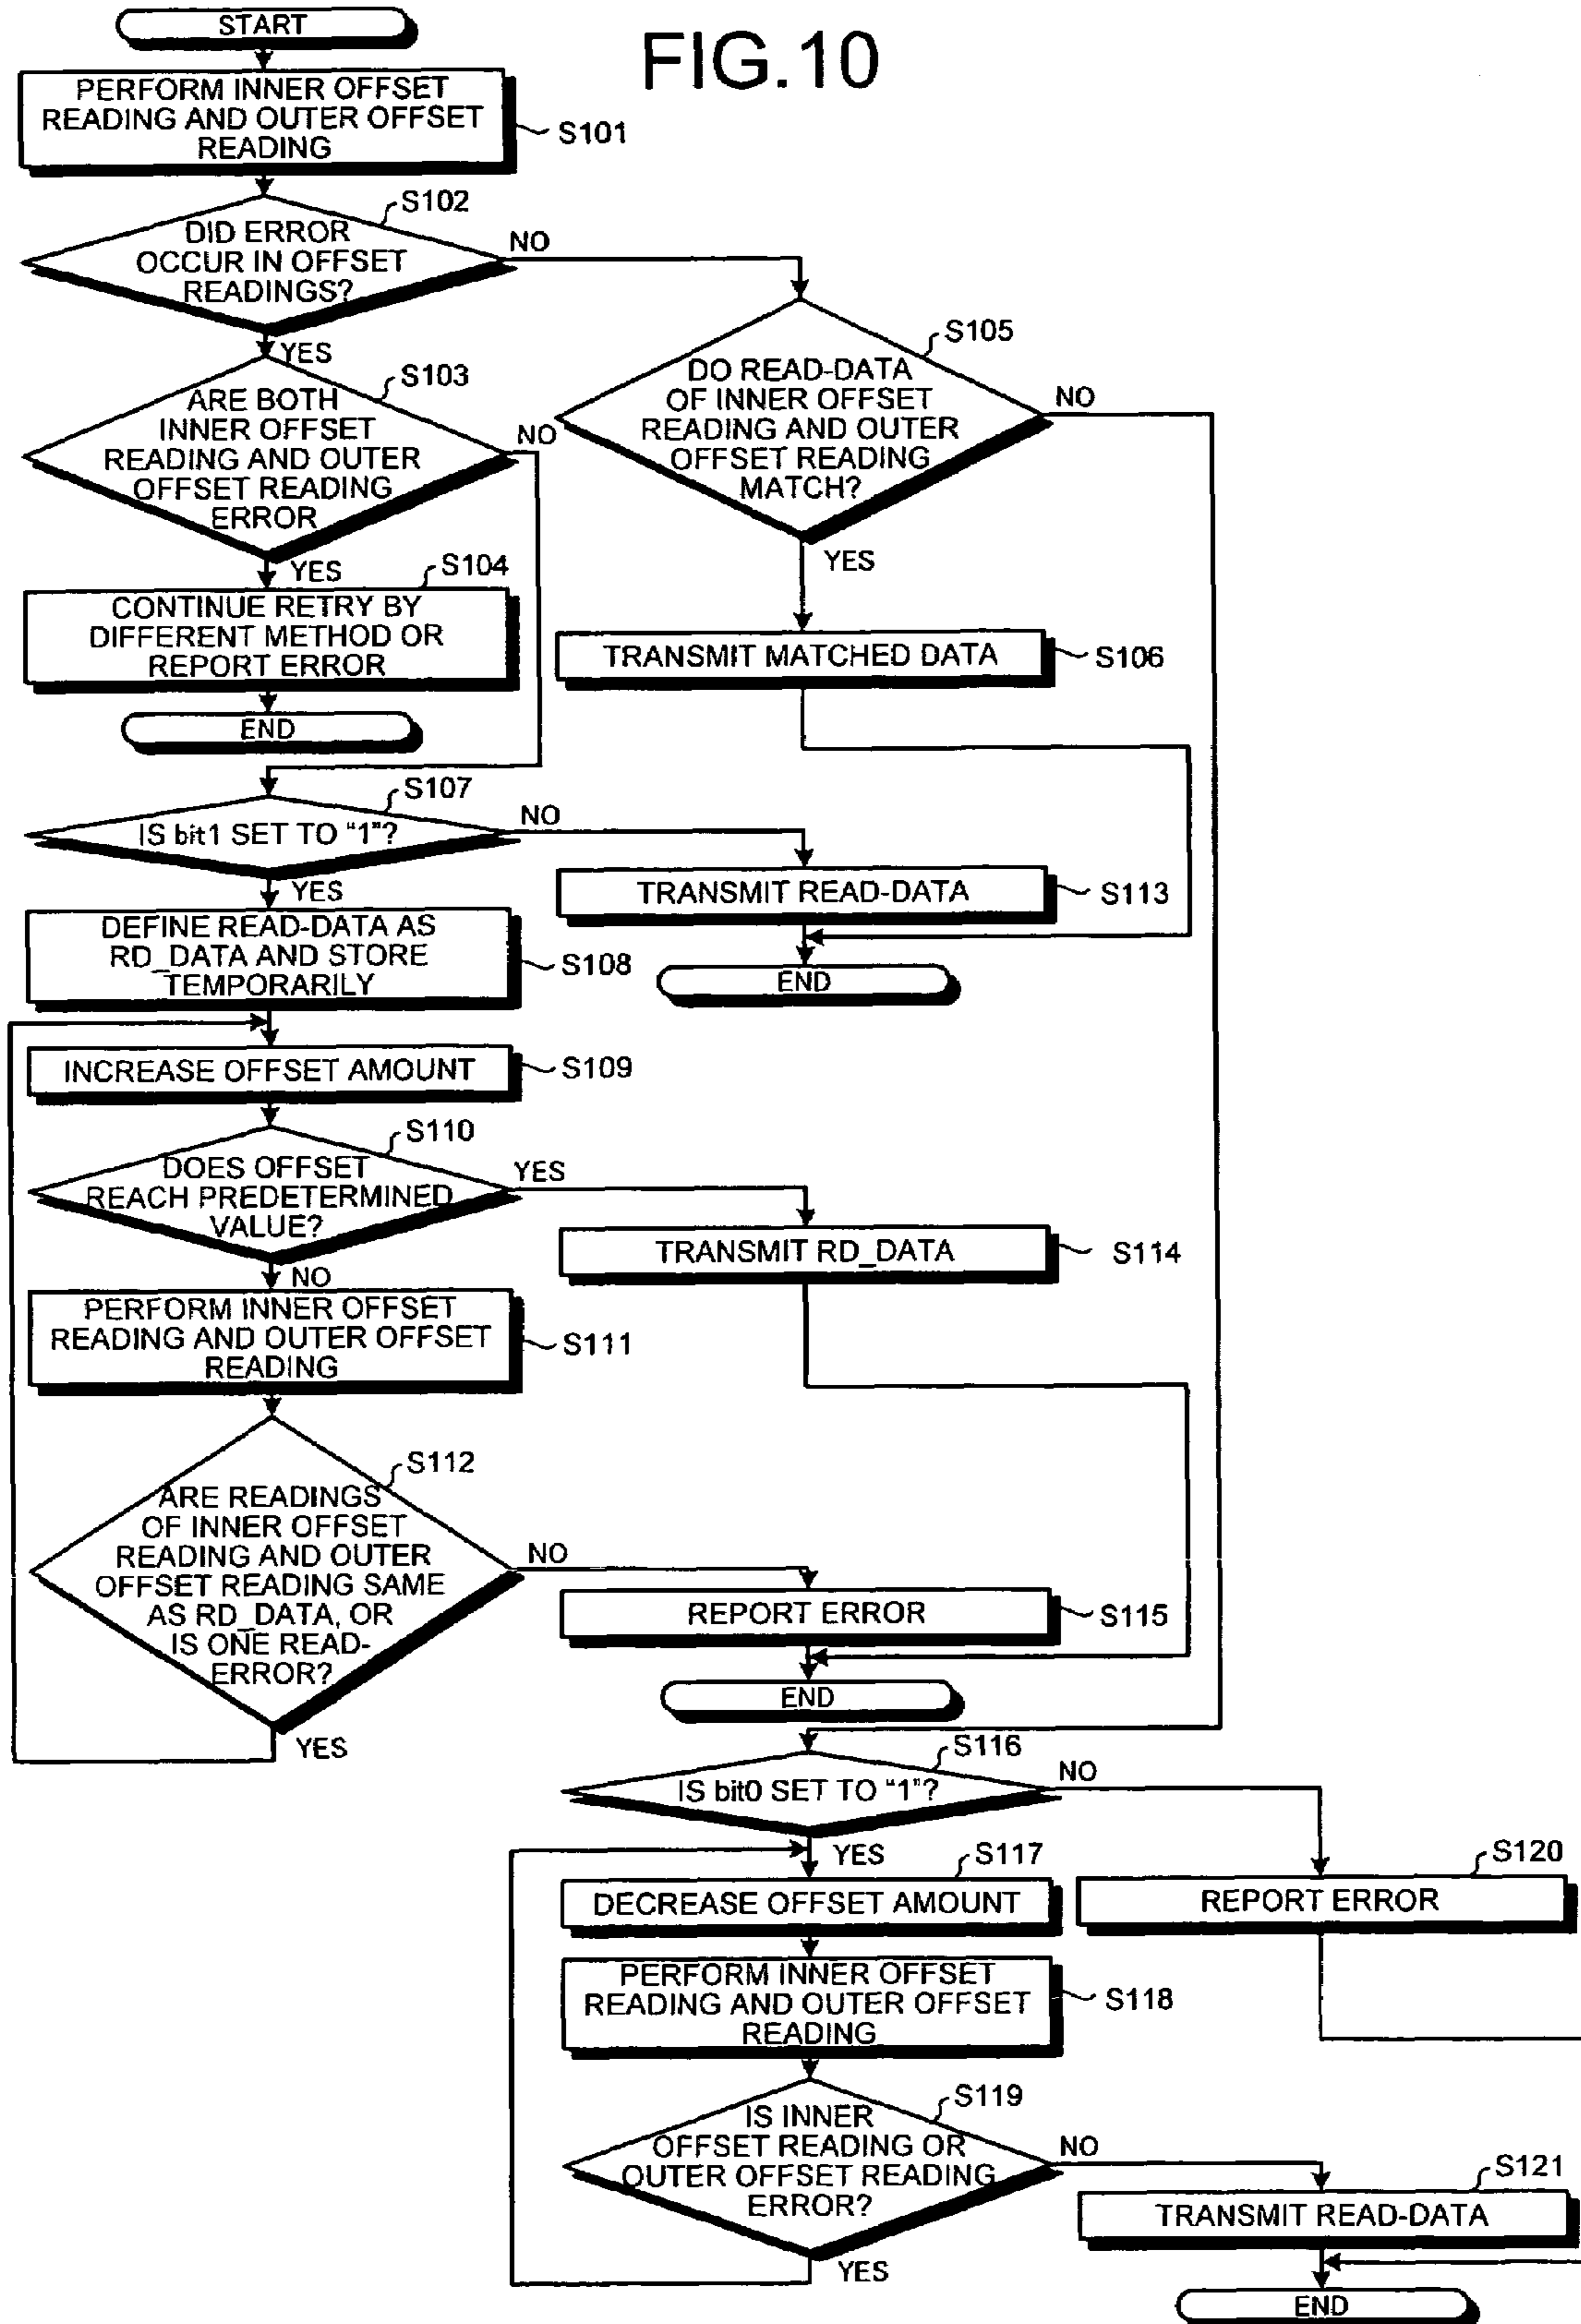 FIG.10
START
PERFORM INNER OFFSET
READING AND OUTER OFFSET
READING
S101
S102
DID ERROR
OCCUR IN OFFSET
READINGS?
NO
YES
S103
ARE BOTH
INNER OFFSET
READING AND OUTER
OFFSET READING
ERROR
NO
YES
S104
CONTINUE RETRY BY
DIFFERENT METHOD OR
REPORT ERROR
END
S105
DO READ-DATA
OF INNER OFFSET
READING AND OUTER
OFFSET READING
MATCH?
NO
YES
TRANSMIT MATCHED DATA
S106
S107
IS bit1 SET TO "1"?
NO
YES
TRANSMIT READ-DATA
S113
END
DEFINE READ-DATA AS
RD_DATA AND STORE
TEMPORARILY
S108
INCREASE OFFSET AMOUNT
S109
S110
DOES OFFSET
REACH PREDETERMINED
VALUE?
YES
NO
TRANSMIT RD_DATA
S114
PERFORM INNER OFFSET
READING AND OUTER OFFSET
READING
S111
S112
ARE READINGS
OF INNER OFFSET
READING AND OUTER
OFFSET READING SAME
AS RD_DATA, OR
IS ONE READ-
ERROR?
NO
YES
REPORT ERROR
S115
END
S116
IS bit0 SET TO "1"?
NO
YES
S117
DECREASE OFFSET AMOUNT
S120
REPORT ERROR
PERFORM INNER OFFSET
READING AND OUTER OFFSET
READING
S118
S119
IS INNER
OFFSET READING OR
OUTER OFFSET READING
ERROR?
NO
YES
S121
TRANSMIT READ-DATA
END